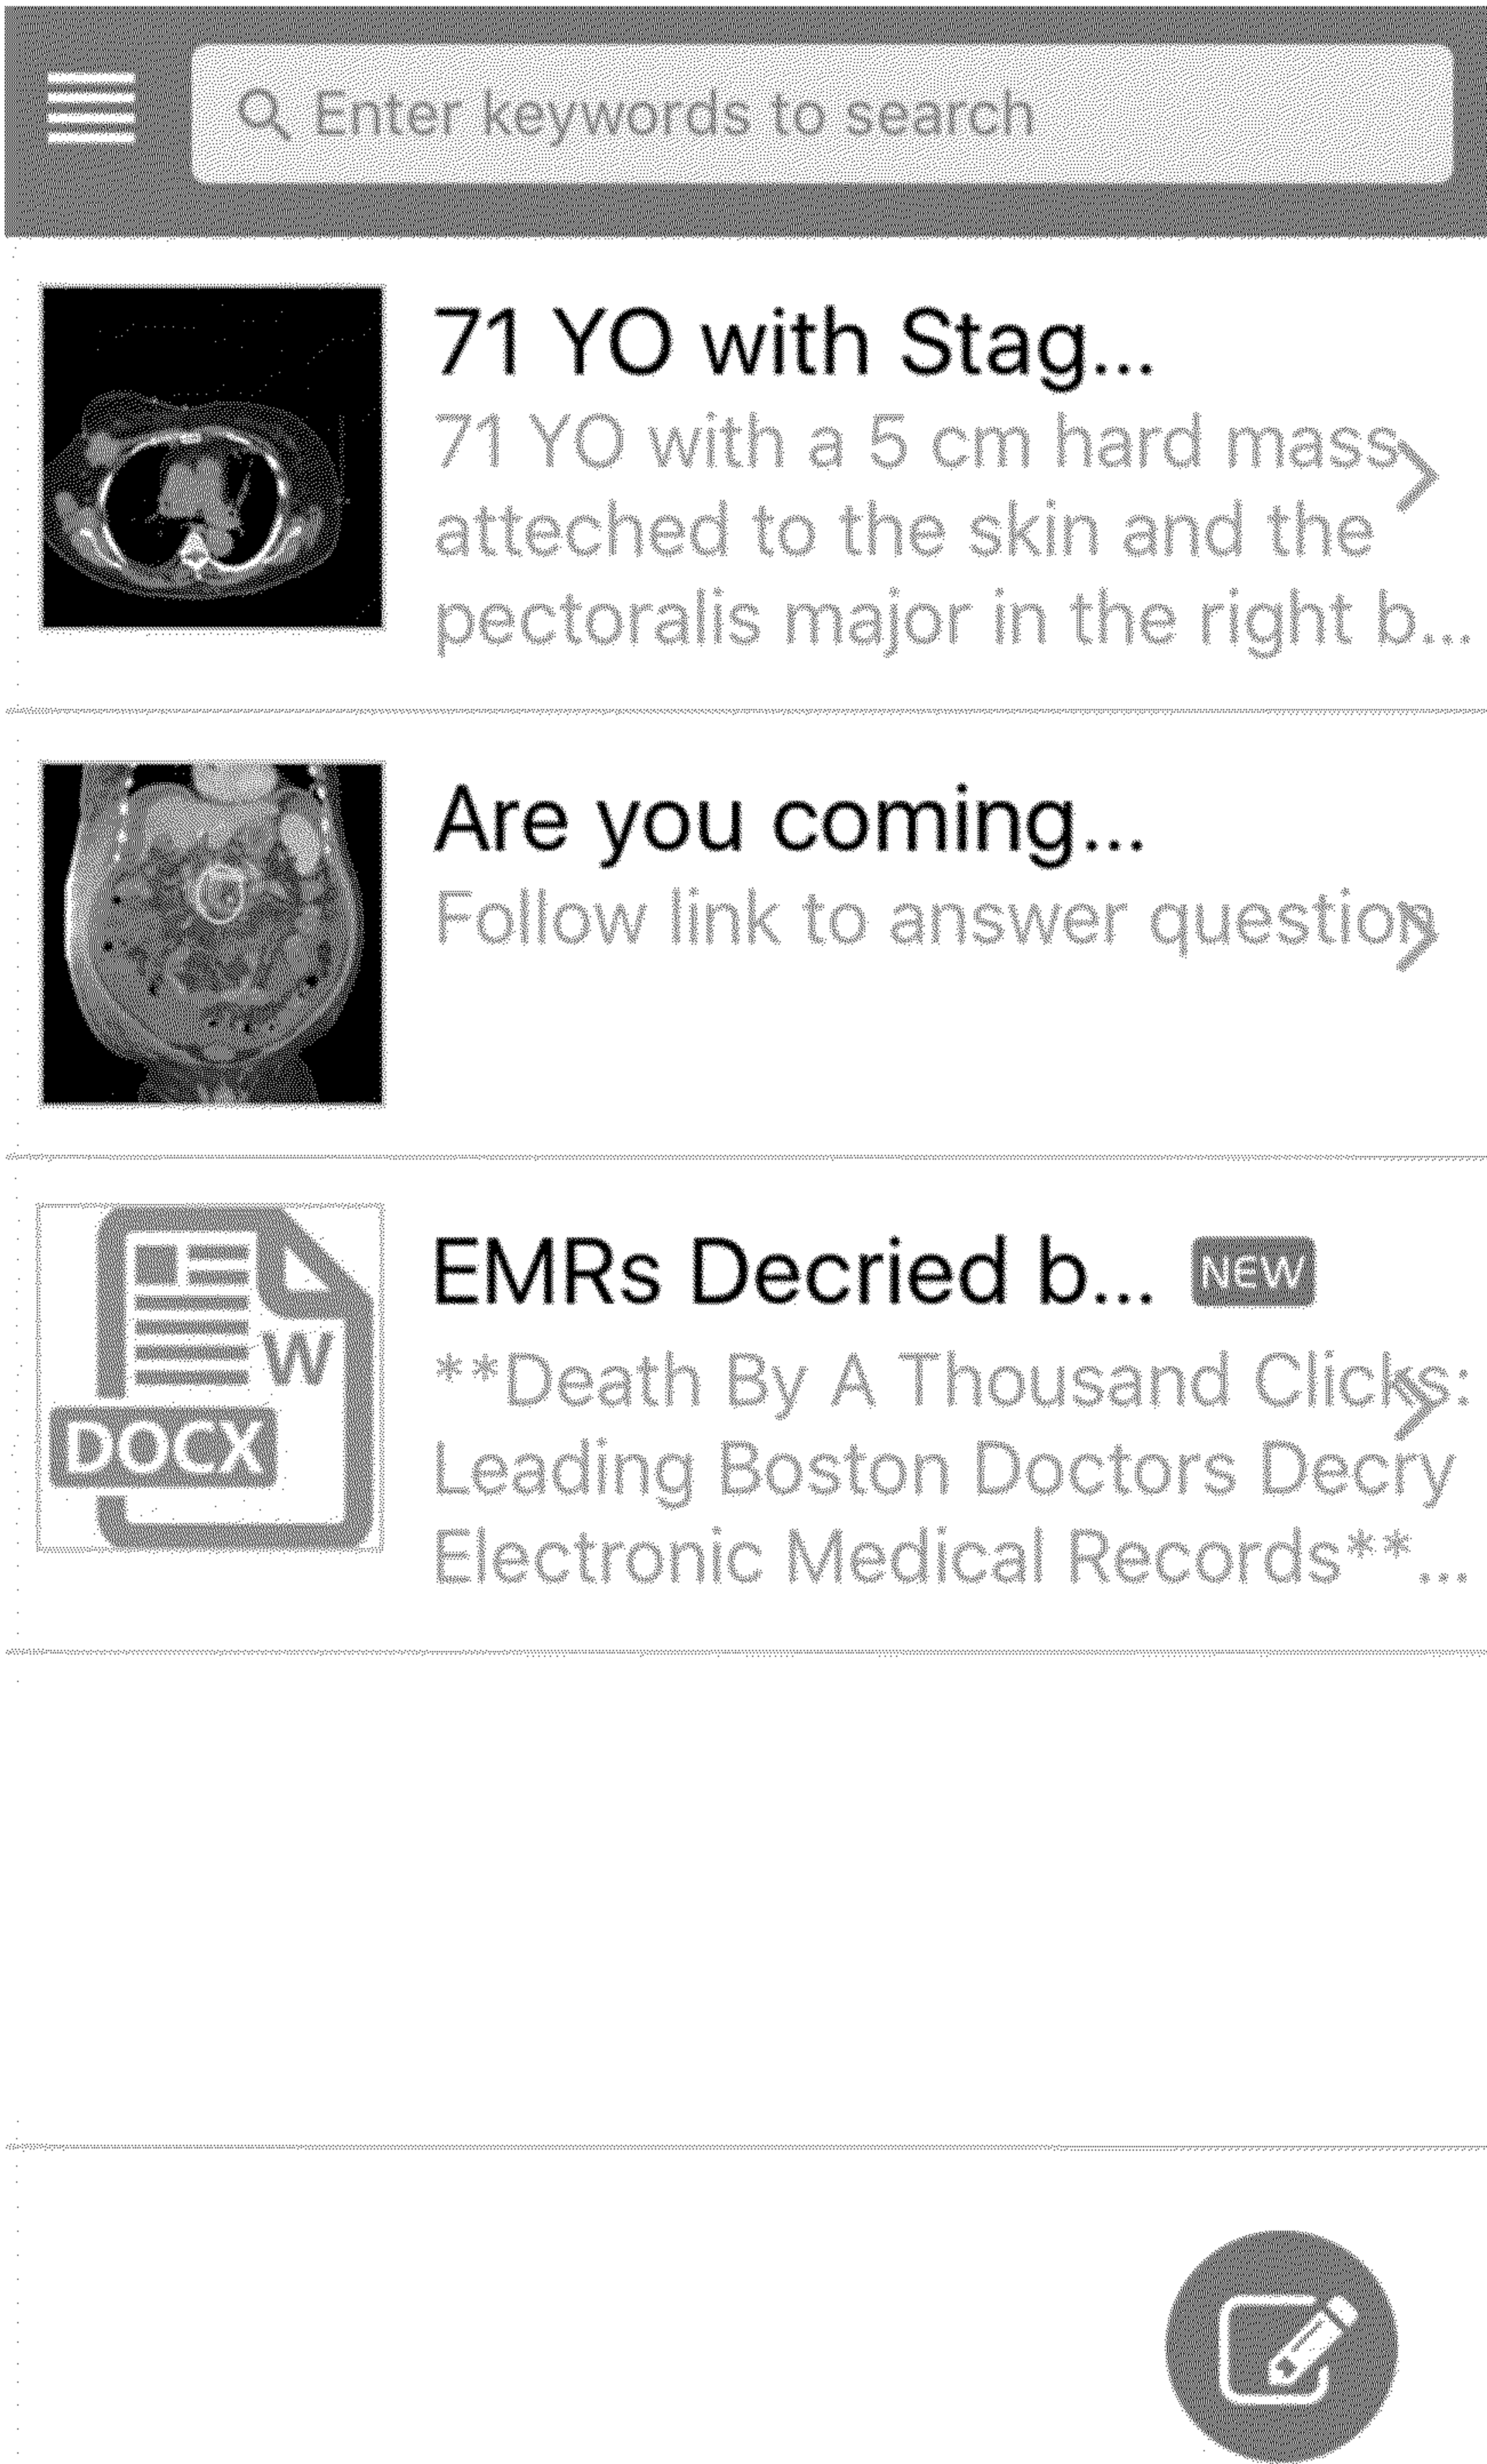 Enter keywords to search
71 YO with Stag...
71 YO with a 5 cm hard mass
atteched to the skin and the
pectoralis major in the right b...
Are you coming...
Follow link to answer question
W
DOCX
EMRs Decried b... NEW
**Death By A Thousand Clicks:
Leading Boston Doctors Decry
Electronic Medical Records**...